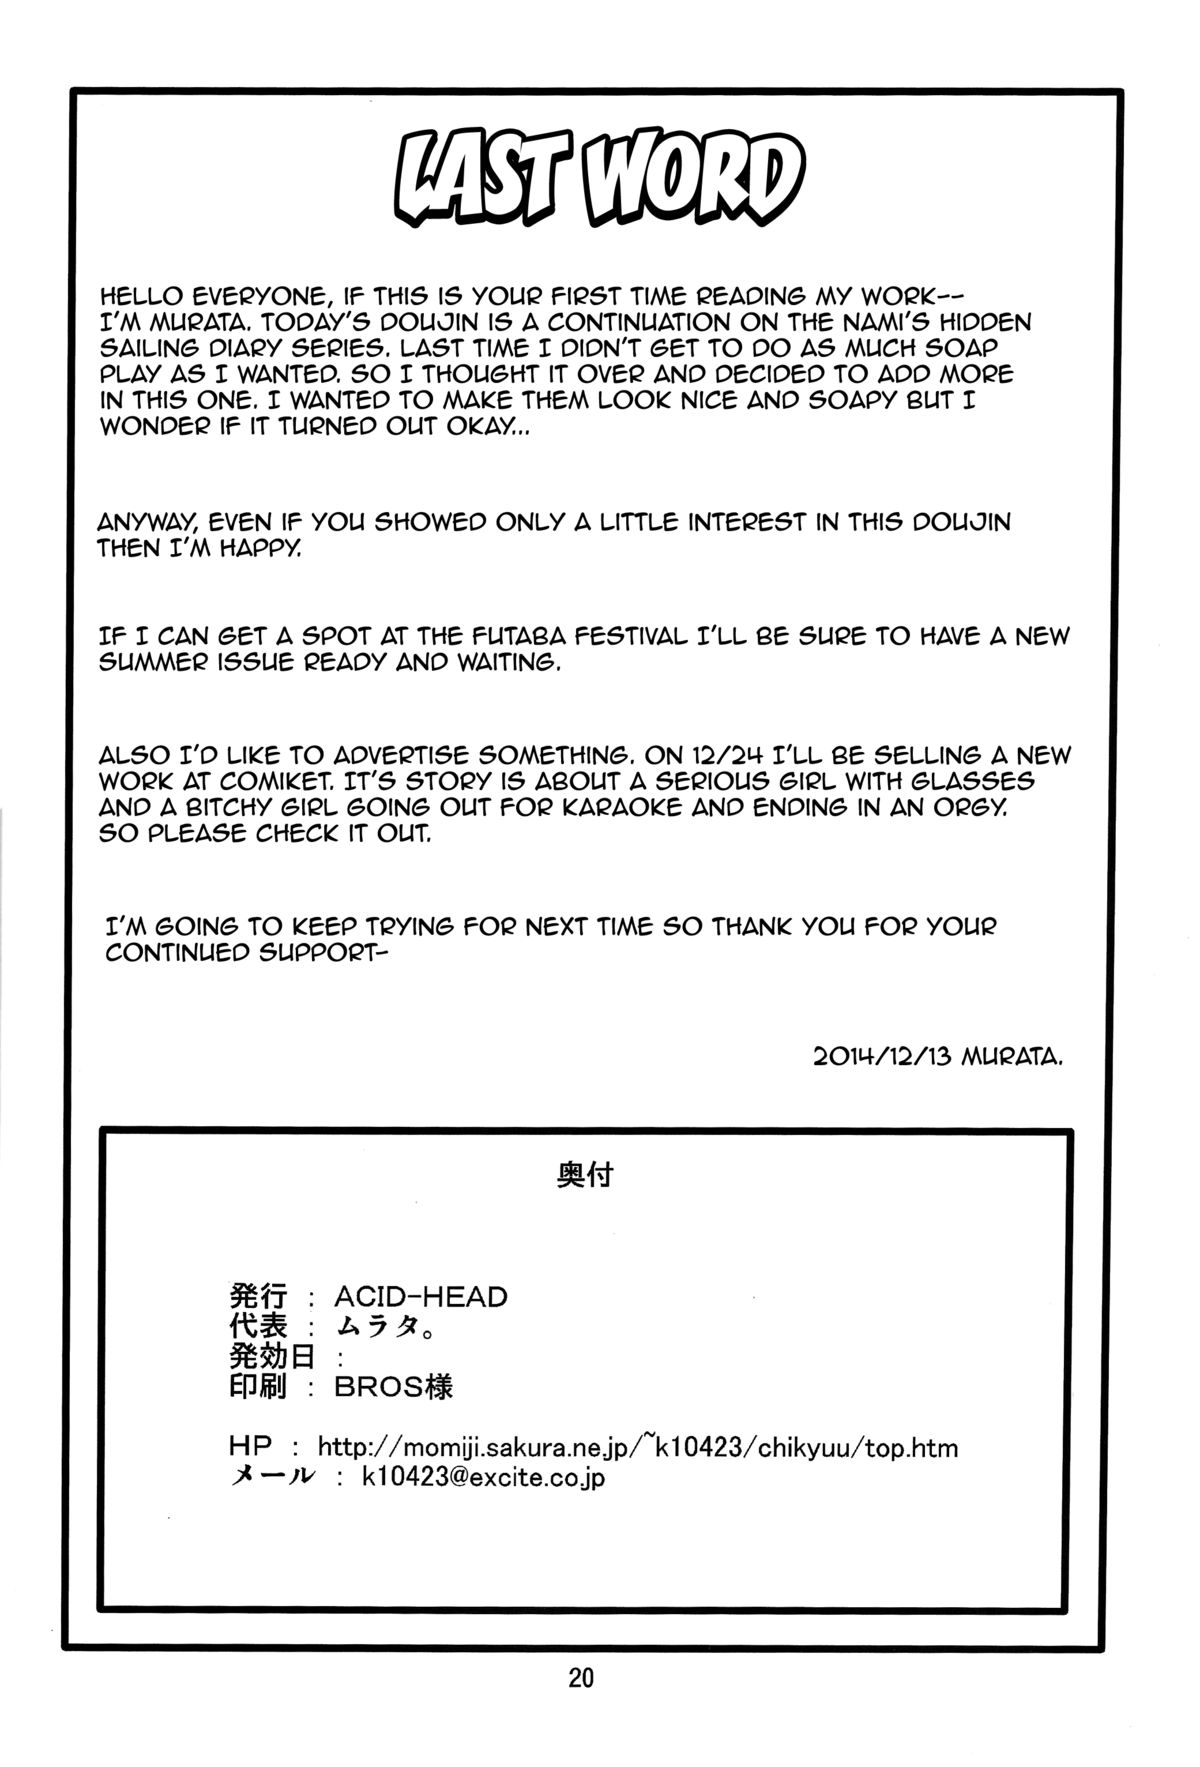 LAST WORD
HELLO EVERYONE, IF THIS IS YOUR FIRST TIME READING MY WORK--
I'M MURATA. TODAY'S DOUJIN IS A CONTINUATION ON THE NAMI'S HIDDEN
SAILING DIARY SERIES. LAST TIME I DIDN'T GET TO DO AS MUCH SOAP
PLAY AS I WANTED. SO I THOUGHT IT OVER AND DECIDED TO ADD MORE
IN THIS ONE. I WANTED TO MAKE THEM LOOK NICE AND SOAPY BUT I
WONDER IF IT TURNED OUT OKAY...
ANYWAY, EVEN IF YOU SHOWED ONLY A LITTLE INTEREST IN THIS DOUJIN
THEN I'M HAPPY.
IF I CAN GET A SPOT AT THE FUTABA FESTIVAL I'LL BE SURE TO HAVE A NEW
SUMMER ISSUE READY AND WAITING.
ALSO I'D LIKE TO ADVERTISE SOMETHING. ON 12/24 I'LL BE SELLING A NEW
WORK AT COMIKET. IT'S STORY IS ABOUT A SERIOUS GIRL WITH GLASSES
AND A BITCHY GIRL GOING OUT FOR KARAOKE AND ENDING IN AN ORGY.
SO PLEASE CHECK IT OUT.
I'M GOING TO KEEP TRYING FOR NEXT TIME SO THANK YOU FOR YOUR
CONTINUED SUPPORT-
2014/12/13 MURATA.
奥付
発行 : ACID-HEAD
代表 : ムラタ。
発効日 :
印刷 : BROS様
HP : http://momiji.sakura.ne.jp/~k10423/chikyuu/top.htm
メール : k10423@excite.co.jp
20